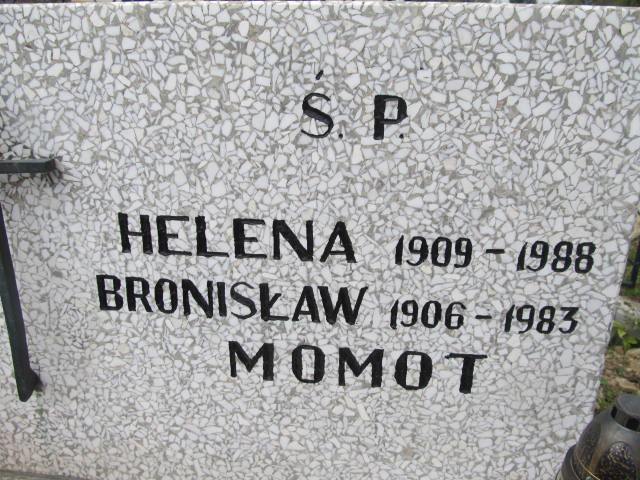 Ś. P.
HELENA 1909 - 1988
BRONISŁAW 1906 - 1983
MOMOT